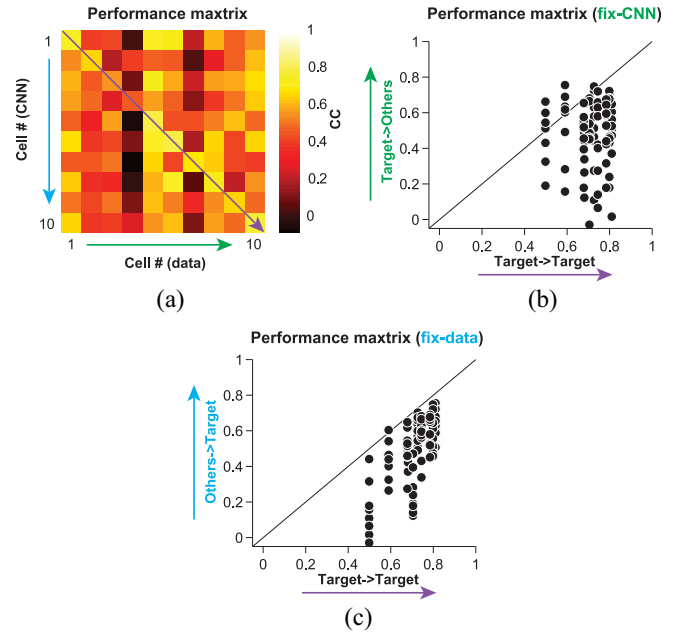 Performance maxtrix
1
10
Cell # (CNN)
1
10
Cell # (data)
1
0.8
0.6
0.4
0.2
0
CC
(a)
Performance maxtrix (fix-CNN)
1
0.8
0.6
0.4
0.2
0
Target->Others
0 0.2 0.4 0.6 0.8 1
Target->Target
(b)
Performance maxtrix (fix-data)
1
0.8
0.6
0.4
0.2
0
Others->Target
0 0.2 0.4 0.6 0.8 1
Target->Target
(c)